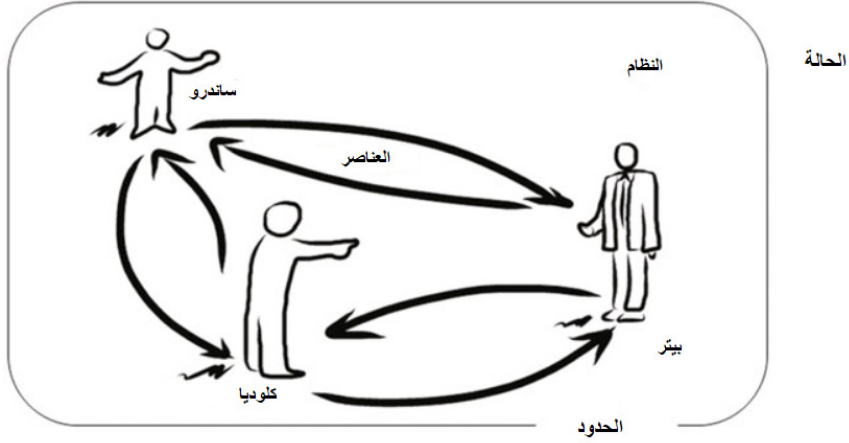 الحالة
النظام
ساندرو
العناصر
بيتر
كلوديا
الحدود